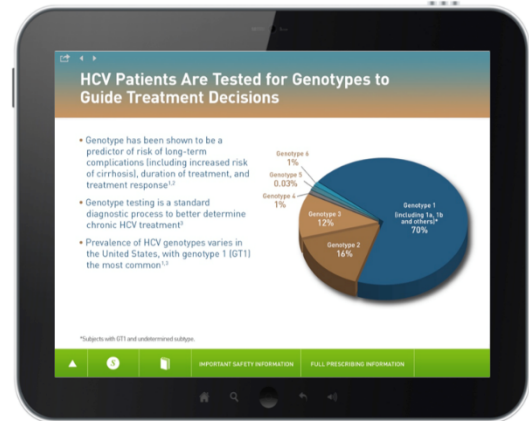 HCV Patients Are Tested for Genotypes to
Guide Treatment Decisions
• Genotype has been shown to be a
predictor of risk of long-term
complications (including increased risk
of cirrhosis), duration of treatment, and
treatment response¹,²
• Genotype testing is a standard
diagnostic process to better determine
chronic HCV treatment³
• Prevalence of HCV genotypes varies in
the United States, with genotype 1 (GT1)
the most common¹,³
Genotype 6
1%
Genotype 5
0.03%
Genotype 4
1%
Genotype 3
12%
Genotype 2
16%
Genotype 1
(including 1a, 1b
and others)*
70%
*Subjects with GT1 and undetermined subtype.
S
IMPORTANT SAFETY INFORMATION
FULL PRESCRIBING INFORMATION